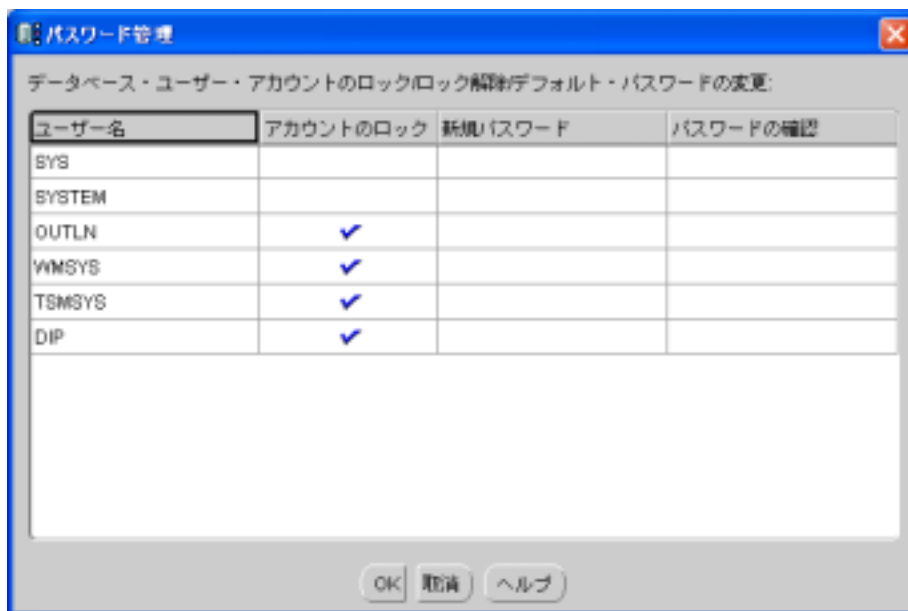 パスワード管理
データベース・ユーザー・アカウントのロック/ロック解除/デフォルト・パスワードの変更:
ユーザー名 アカウントのロック 新規パスワード パスワードの確認
SYS
SYSTEM
OUTLN
WMSYS
TSMSYS
DIP
OK 取消 ヘルプ